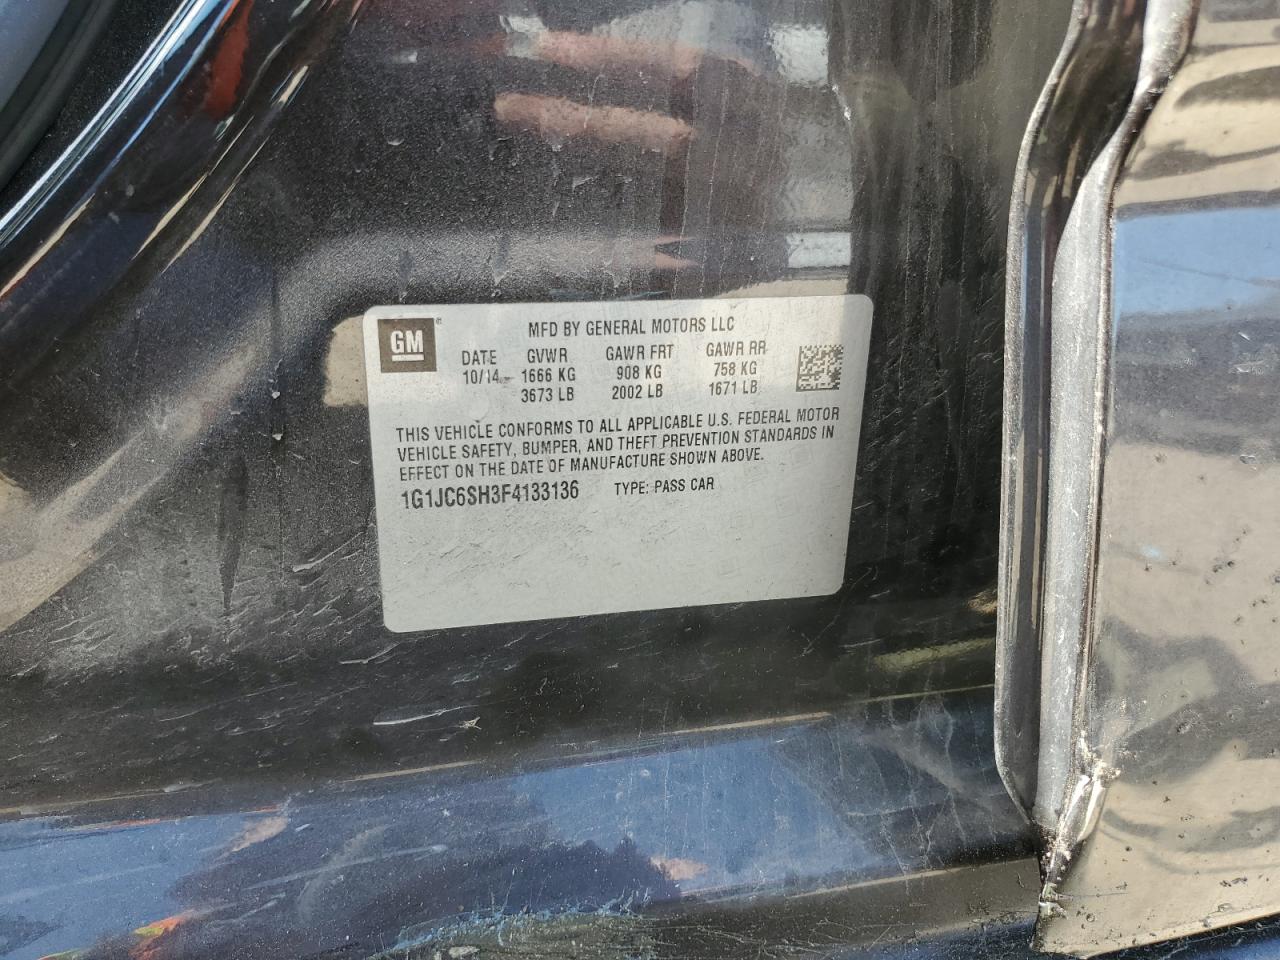 GM®
MFD BY GENERAL MOTORS LLC
DATE GVWR GAWR FRT GAWR RR
10/14 1666 KG 908 KG 758 KG
3673 LB 2002 LB 1671 LB
THIS VEHICLE CONFORMS TO ALL APPLICABLE U.S. FEDERAL MOTOR
VEHICLE SAFETY, BUMPER, AND THEFT PREVENTION STANDARDS IN
EFFECT ON THE DATE OF MANUFACTURE SHOWN ABOVE.
1G1JC6SH3F4133136 TYPE: PASS CAR